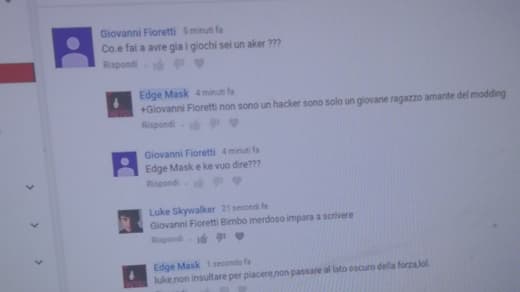 Giovanni Fioretti 5 minuti fa
Co.e fai a avre gia i giochi sei un aker ???
Rispondi
Edge Mask 4 minuti fa
+Giovanni Fioretti non sono un hacker sono solo un giovane ragazzo amante del modding
Rispondi
Giovanni Fioretti 4 minuti fa
Edge Mask e ke vuo dire???
Rispondi
Luke Skywalker 21 secondi fa
Giovanni Fioretti Bimbo merdoso impara a scrivere
Rispondi
Edge Mask 1 secondo fa
luke,non insultare per piacere,non passare al lato oscuro della forza,lol.